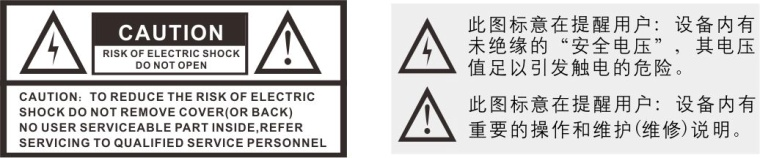 CAUTION
RISK OF ELECTRIC SHOCK
DO NOT OPEN
CAUTION: TO REDUCE THE RISK OF ELECTRIC
SHOCK DO NOT REMOVE COVER(OR BACK)
NO USER SERVICEABLE PART INSIDE,REFER
SERVICING TO QUALIFIED SERVICE PERSONNEL
此图标意在提醒用户：设备内有
未绝缘的“安全电压”，其电压
值足以引发触电的危险。
此图标意在提醒用户：设备内有
重要的操作和维护(维修)说明。